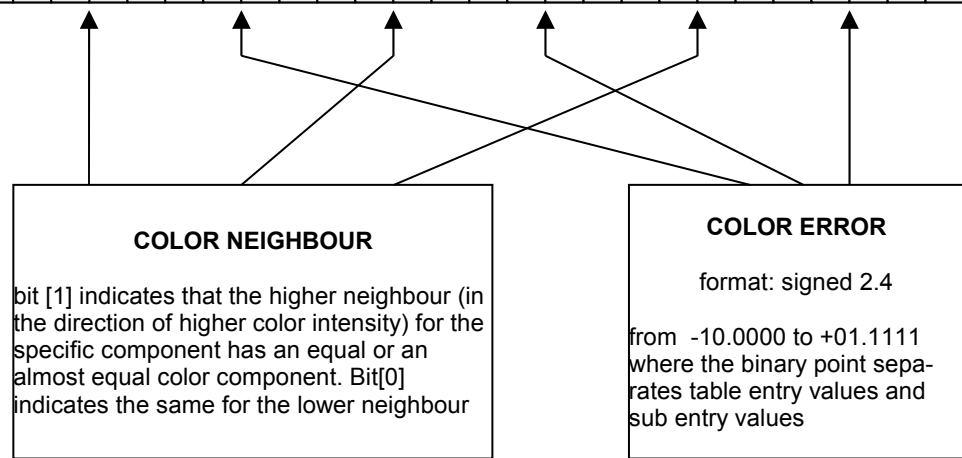 COLOR NEIGHBOUR
bit [1] indicates that the higher neighbour (in
the direction of higher color intensity) for the
specific component has an equal or an
almost equal color component. Bit[0]
indicates the same for the lower neighbour
COLOR ERROR
format: signed 2.4
from  -10.0000 to +01.1111
where the binary point sepa-
rates table entry values and
sub entry values